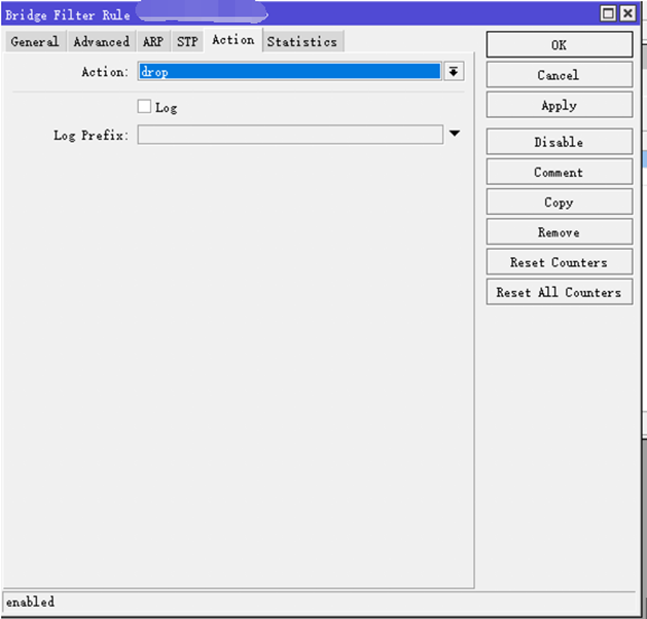 Bridge Filter Rule
General Advanced ARP STP Action Statistics
Action: drop
Log
Log Prefix:
OK
Cancel
Apply
Disable
Comment
Copy
Remove
Reset Counters
Reset All Counters
enabled